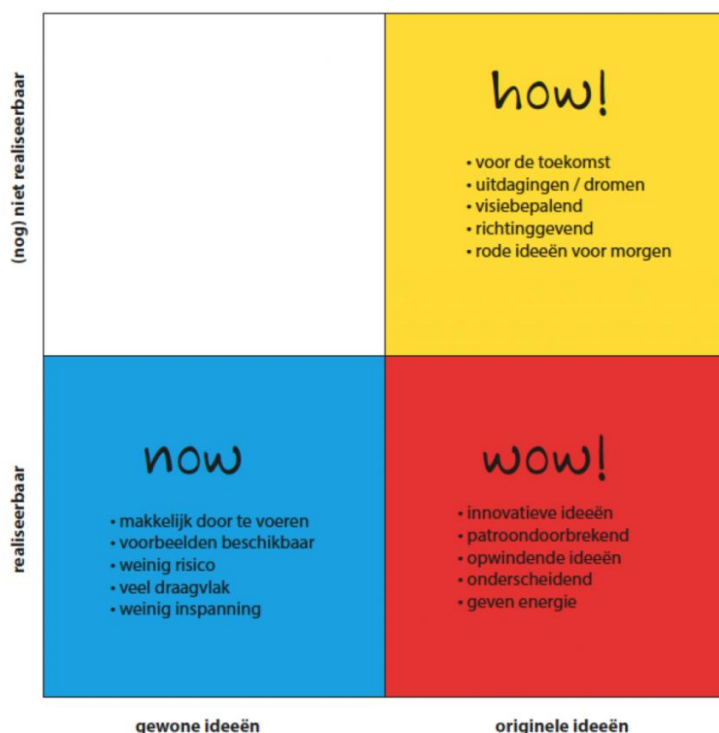 how!
• voor de toekomst
• uitdagingen / dromen
• visiebepalend
• richtinggevend
• rode ideeën voor morgen
(nog) niet realiseerbaar
now
• makkelijk door te voeren
• voorbeelden beschikbaar
• weinig risico
• veel draagvlak
• weinig inspanning
wow!
• innovatieve ideeën
• patroondoorbrekend
• opwindende ideeën
• onderscheidend
• geven energie
realiseerbaar
gewone ideeën
originele ideeën